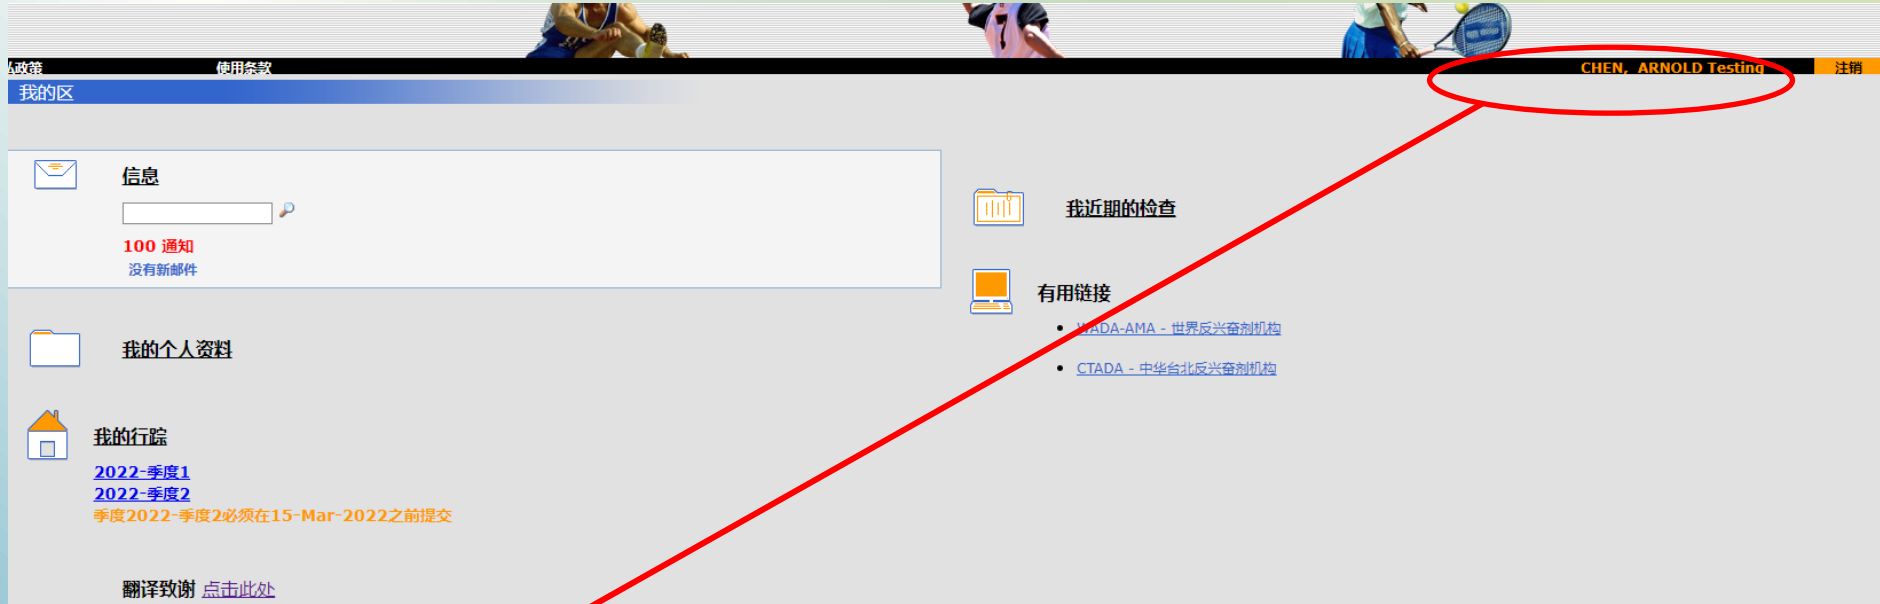 政策
使用条款
CHEN, ARNOLD Testing
注销
我的区
信息
100 通知
没有新邮件
我的个人资料
我的行踪
2022-季度1
2022-季度2
季度2022-季度2必须在15-Mar-2022之前提交
翻译致谢 点击此处
我近期的检查
有用链接
WADA-AMA - 世界反兴奋剂机构
CTADA - 中华台北反兴奋剂机构